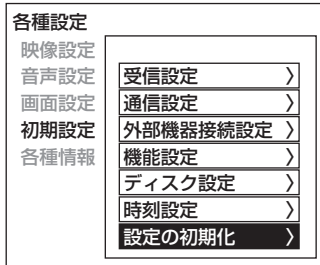 各種設定
映像設定
音声設定
画面設定
初期設定
各種情報
受信設定 〉
通信設定 〉
外部機器接続設定 〉
機能設定 〉
ディスク設定 〉
時刻設定 〉
設定の初期化 〉